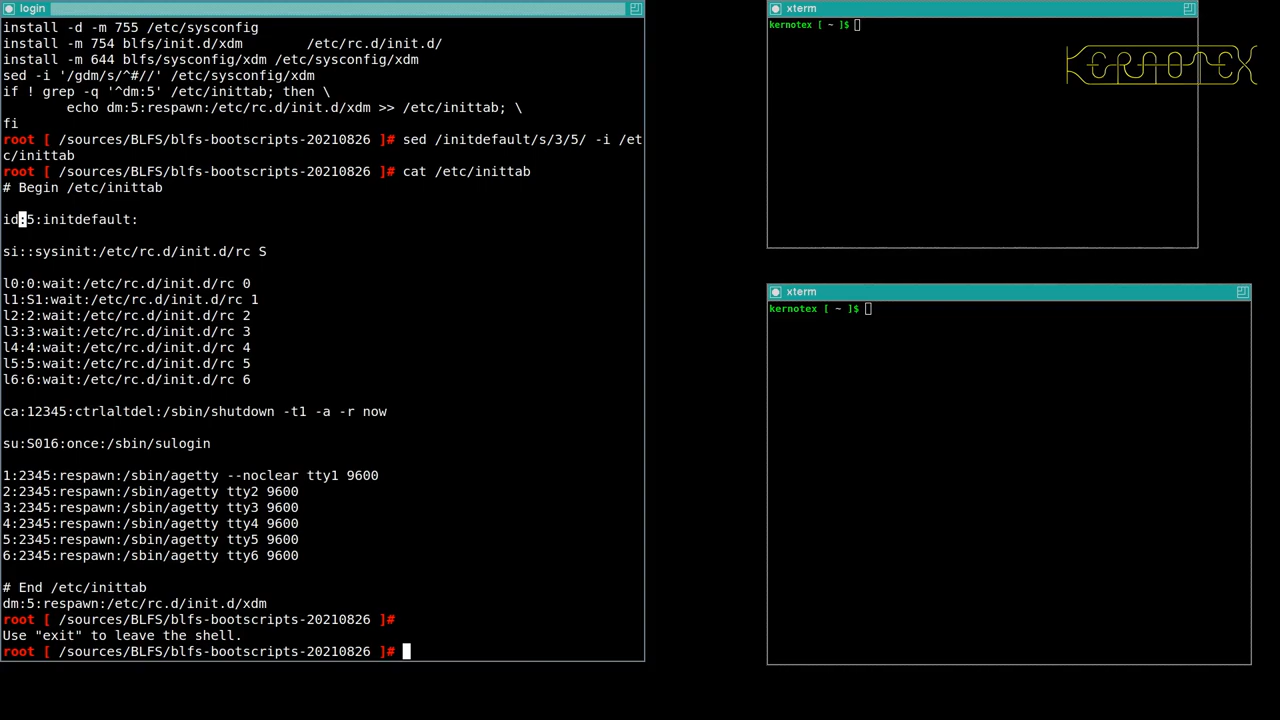 login
install -d -m 755 /etc/sysconfig
install -m 754 blfs/init.d/xdm        /etc/rc.d/init.d/
install -m 644 blfs/sysconfig/xdm /etc/sysconfig/xdm
sed -i '/gdm/s/^#//' /etc/sysconfig/xdm
if ! grep -q '^dm:5' /etc/inittab; then \
        echo dm:5:respawn:/etc/rc.d/init.d/xdm >> /etc/inittab; \
fi
root [ /sources/BLFS/blfs-bootscripts-20210826 ]# sed /initdefault/s/3/5/ -i /et
c/inittab
root [ /sources/BLFS/blfs-bootscripts-20210826 ]# cat /etc/inittab
# Begin /etc/inittab
id:5:initdefault:
si::sysinit:/etc/rc.d/init.d/rc S
l0:0:wait:/etc/rc.d/init.d/rc 0
l1:S1:wait:/etc/rc.d/init.d/rc 1
l2:2:wait:/etc/rc.d/init.d/rc 2
l3:3:wait:/etc/rc.d/init.d/rc 3
l4:4:wait:/etc/rc.d/init.d/rc 4
l5:5:wait:/etc/rc.d/init.d/rc 5
l6:6:wait:/etc/rc.d/init.d/rc 6
ca:12345:ctrlaltdel:/sbin/shutdown -t1 -a -r now
su:S016:once:/sbin/sulogin
1:2345:respawn:/sbin/agetty --noclear tty1 9600
2:2345:respawn:/sbin/agetty tty2 9600
3:2345:respawn:/sbin/agetty tty3 9600
4:2345:respawn:/sbin/agetty tty4 9600
5:2345:respawn:/sbin/agetty tty5 9600
6:2345:respawn:/sbin/agetty tty6 9600
# End /etc/inittab
dm:5:respawn:/etc/rc.d/init.d/xdm
root [ /sources/BLFS/blfs-bootscripts-20210826 ]#
Use "exit" to leave the shell.
root [ /sources/BLFS/blfs-bootscripts-20210826 ]#
xterm
kernotex [ ~ ]$
KERNOTEX
xterm
kernotex [ ~ ]$